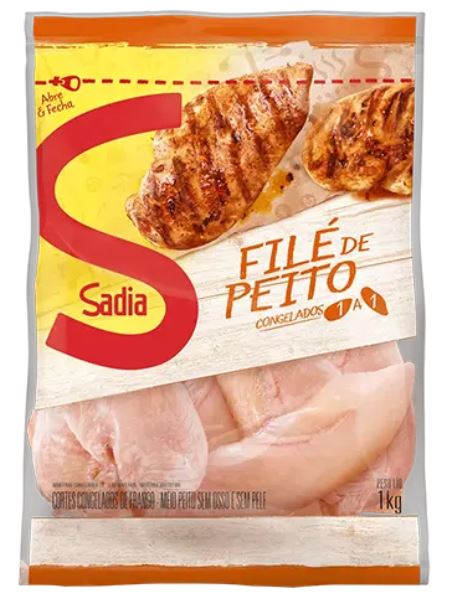 Abre
& Fecha
S
Sadia
FILÉ DE
PEITO
CONGELADOS 1 A 1
CORTES CONGELADOS DE FRANGO - MEIO PEITO SEM OSSO E SEM PELE
PESO LÍQ
1kg